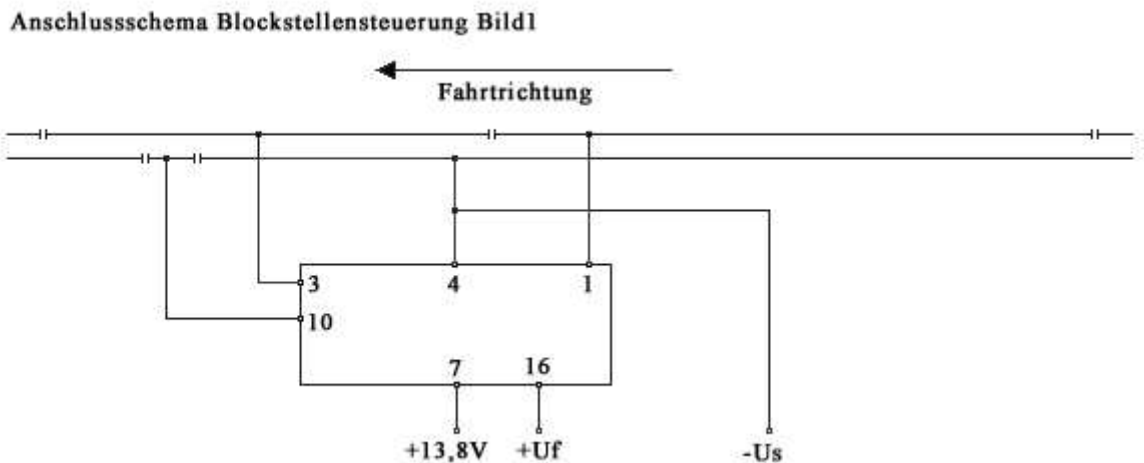 Anschlussschema Blockstellensteuerung Bild1
Fahrtrichtung
3 4 1
10
7 16
+13,8V +Uf -Us